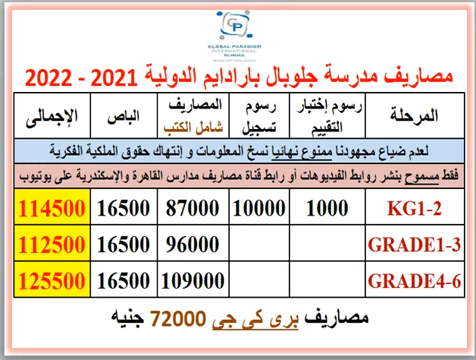 GP
GLOBAL PARADIGM
INTERNATIONAL
SCHOOL
مصاريف مدرسة جلوبال بارادايم الدولية 2021 - 2022
المرحلة رسوم إختبار التقييم رسوم تسجيل المصاريف شامل الكتب الباص الإجمالى
لعدم ضياع مجهودنا ممنوع نهائيا نسخ المعلومات و إنتهاك حقوق الملكية الفكرية
فقط مسموح بنشر روابط الفيديوهات أو رابط قناة مصاريف مدارس القاهرة والإسكندرية على يوتيوب
KG1-2 1000 10000 87000 16500 114500
GRADE1-3 96000 16500 112500
GRADE4-6 109000 16500 125500
مصاريف برى كى جى 72000 جنيه